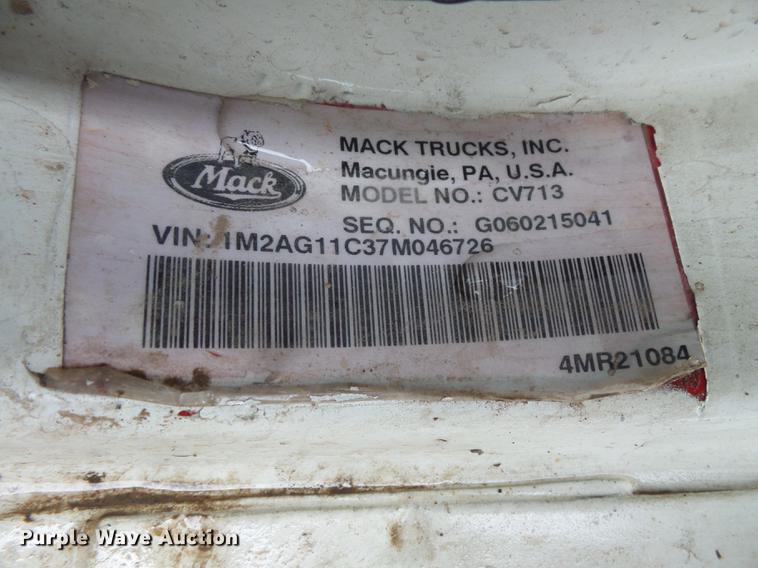 Mack
MACK TRUCKS, INC.
Macungie, PA, U.S.A.
MODEL NO.: CV713
SEQ. NO.: G060215041
VIN: 1M2AG11C37M046726
4MR21084
Purple Wave Auction